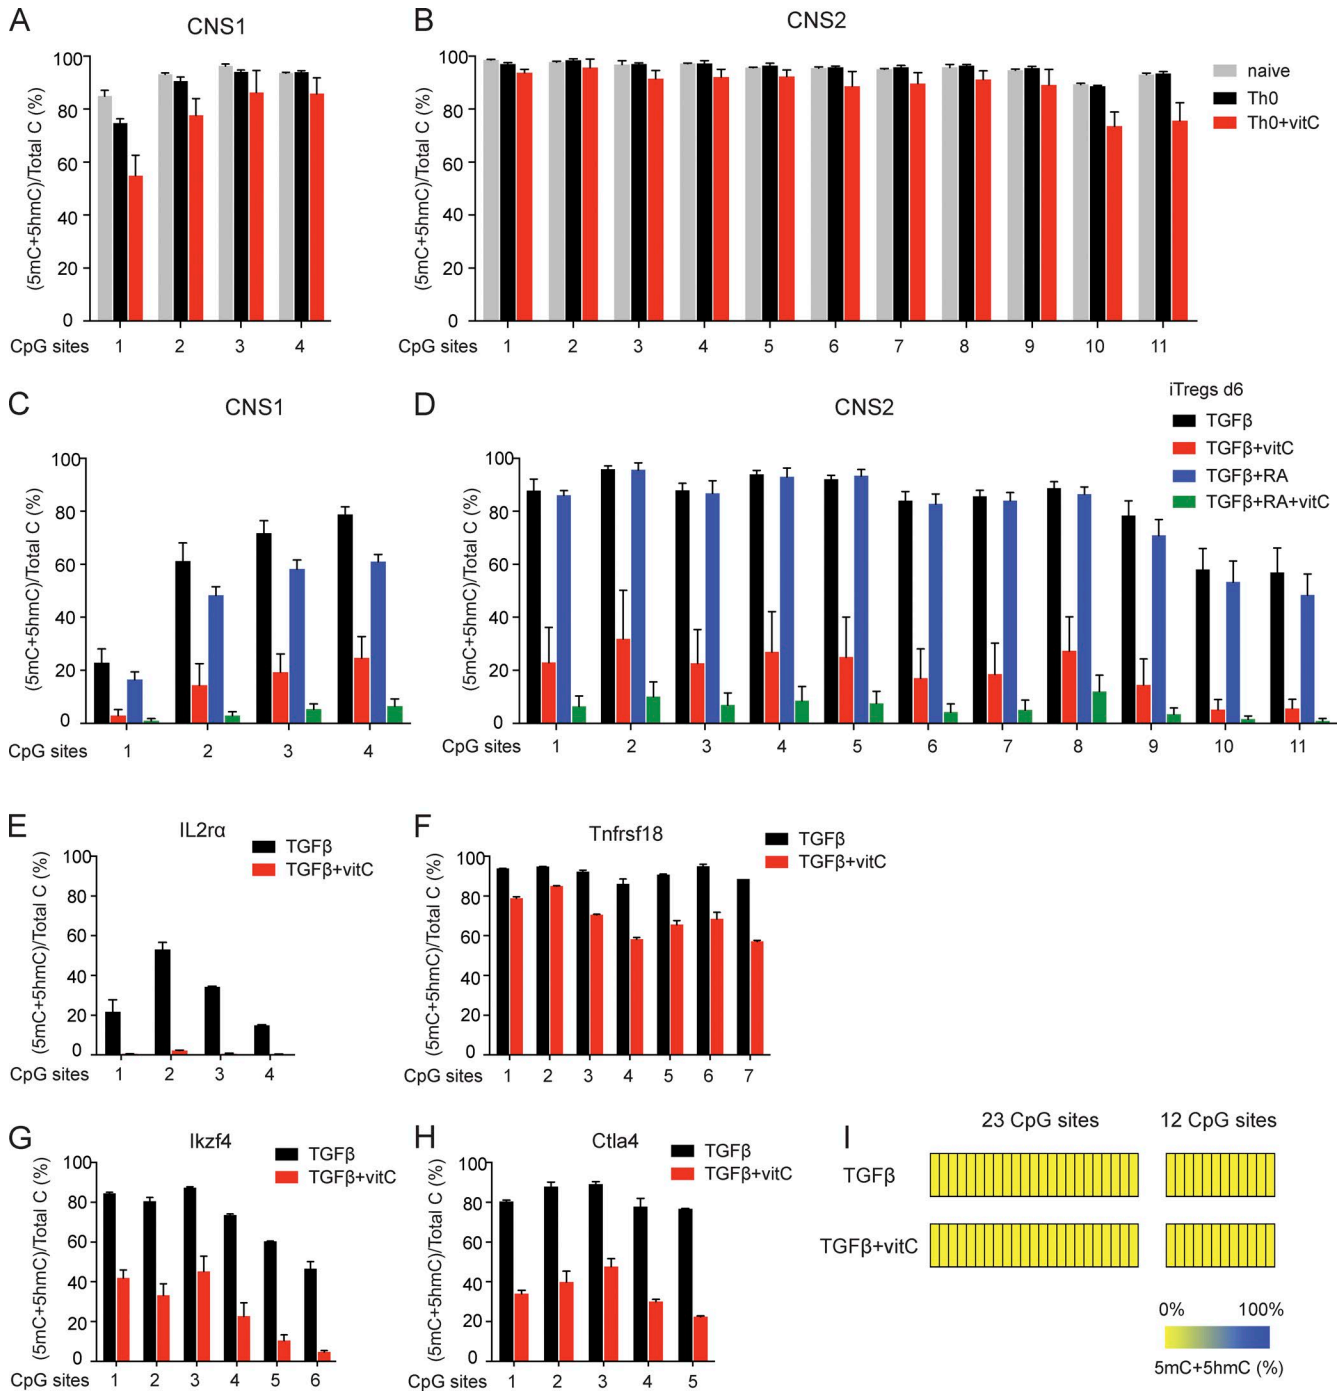 A
CNS1
(5mC+5hmC)/Total C (%)
100
80
60
40
20
0
CpG sites
1 2 3 4
B
CNS2
(5mC+5hmC)/Total C (%)
100
80
60
40
20
0
CpG sites
1 2 3 4 5 6 7 8 9 10 11
naive
Th0
Th0+vitC
C
CNS1
(5mC+5hmC)/Total C (%)
100
80
60
40
20
0
CpG sites
1 2 3 4
D
CNS2
(5mC+5hmC)/Total C (%)
100
80
60
40
20
0
CpG sites
1 2 3 4 5 6 7 8 9 10 11
iTregs d6
TGFβ
TGFβ+vitC
TGFβ+RA
TGFβ+RA+vitC
E
IL2rα
TGFβ
TGFβ+vitC
(5mC+5hmC)/Total C (%)
100
80
60
40
20
0
CpG sites
1 2 3 4
F
Tnfrsf18
TGFβ
TGFβ+vitC
(5mC+5hmC)/Total C (%)
100
80
60
40
20
0
CpG sites
1 2 3 4 5 6 7
G
Ikzf4
TGFβ
TGFβ+vitC
(5mC+5hmC)/Total C (%)
100
80
60
40
20
0
CpG sites
1 2 3 4 5 6
H
Ctla4
TGFβ
TGFβ+vitC
(5mC+5hmC)/Total C (%)
100
80
60
40
20
0
CpG sites
1 2 3 4 5
I
23 CpG sites 12 CpG sites
TGFβ
TGFβ+vitC
0% 100%
5mC+5hmC (%)